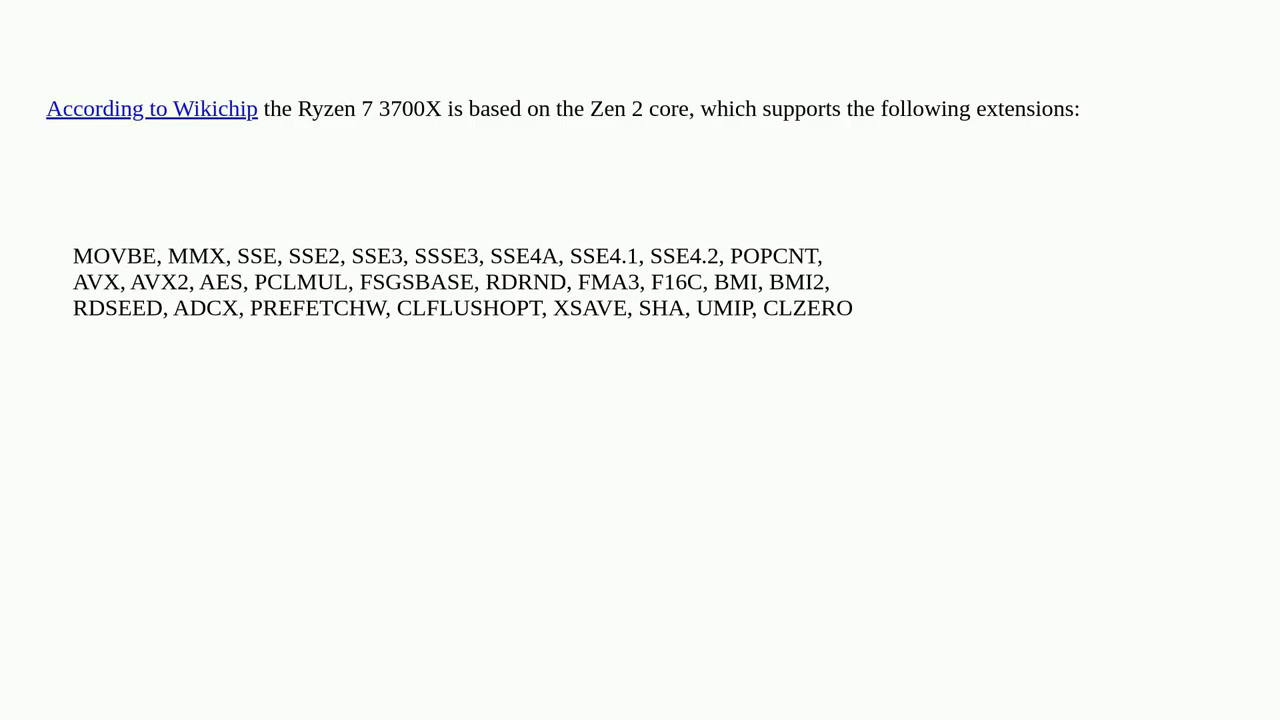 According to Wikichip the Ryzen 7 3700X is based on the Zen 2 core, which supports the following extensions:
MOVBE, MMX, SSE, SSE2, SSE3, SSSE3, SSE4A, SSE4.1, SSE4.2, POPCNT,
AVX, AVX2, AES, PCLMUL, FSGSBASE, RDRND, FMA3, F16C, BMI, BMI2,
RDSEED, ADCX, PREFETCHW, CLFLUSHOPT, XSAVE, SHA, UMIP, CLZERO